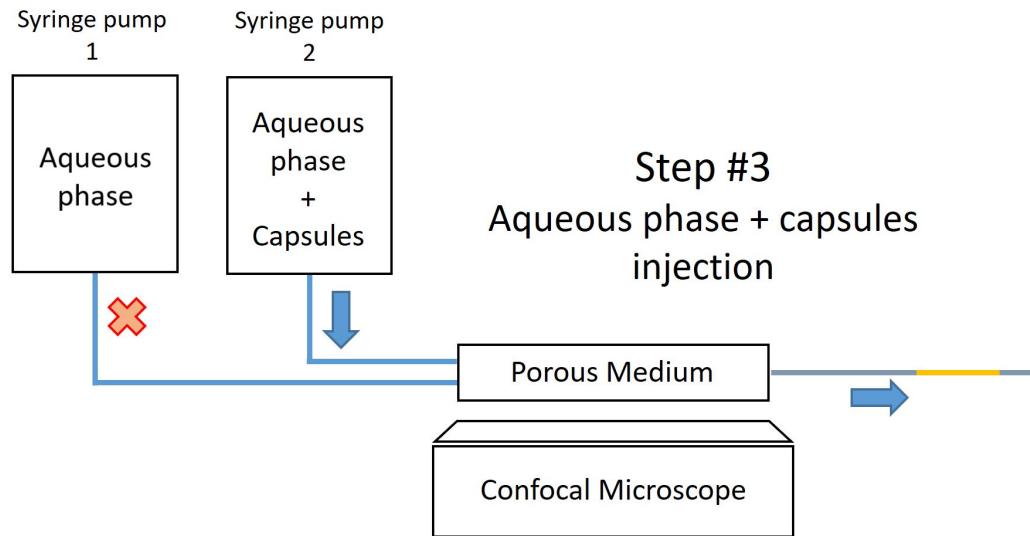 Syringe pump
1
Syringe pump
2
Aqueous
phase
Aqueous
phase
+
Capsules
Step #3
Aqueous phase + capsules
injection
Porous Medium
Confocal Microscope